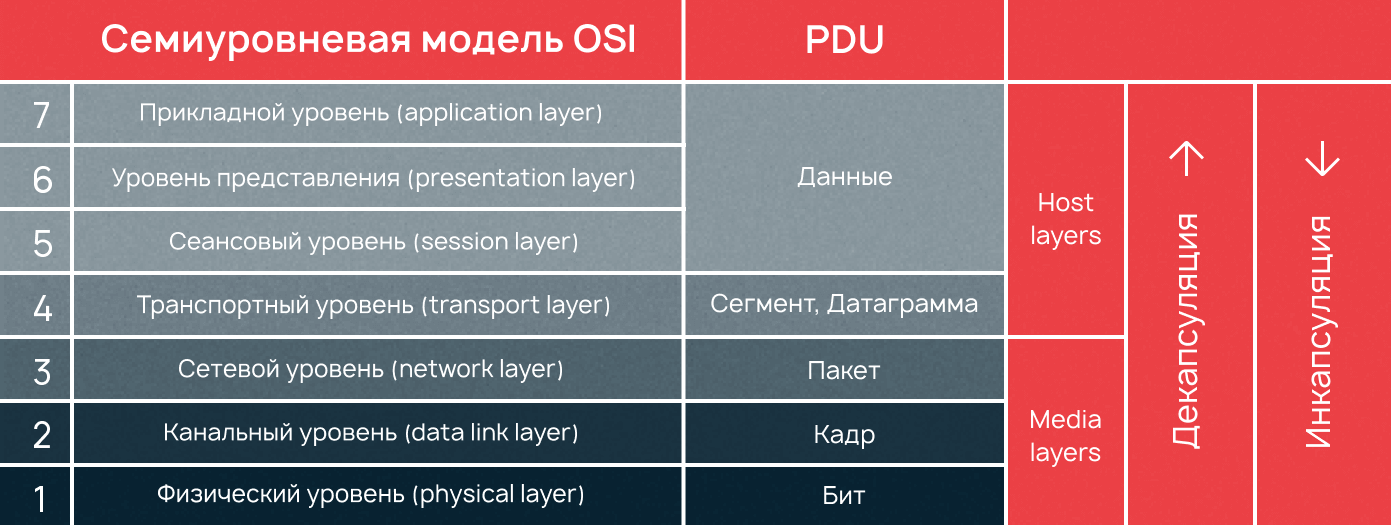 Семиуровневая модель OSI
PDU
7
Прикладной уровень (application layer)
6
Уровень представления (presentation layer)
5
Сеансовый уровень (session layer)
Данные
4
Транспортный уровень (transport layer)
Сегмент, Датаграмма
3
Сетевой уровень (network layer)
Пакет
2
Канальный уровень (data link layer)
Кадр
1
Физический уровень (physical layer)
Бит
Host
layers
Media
layers
Декапсуляция
Инкапсуляция